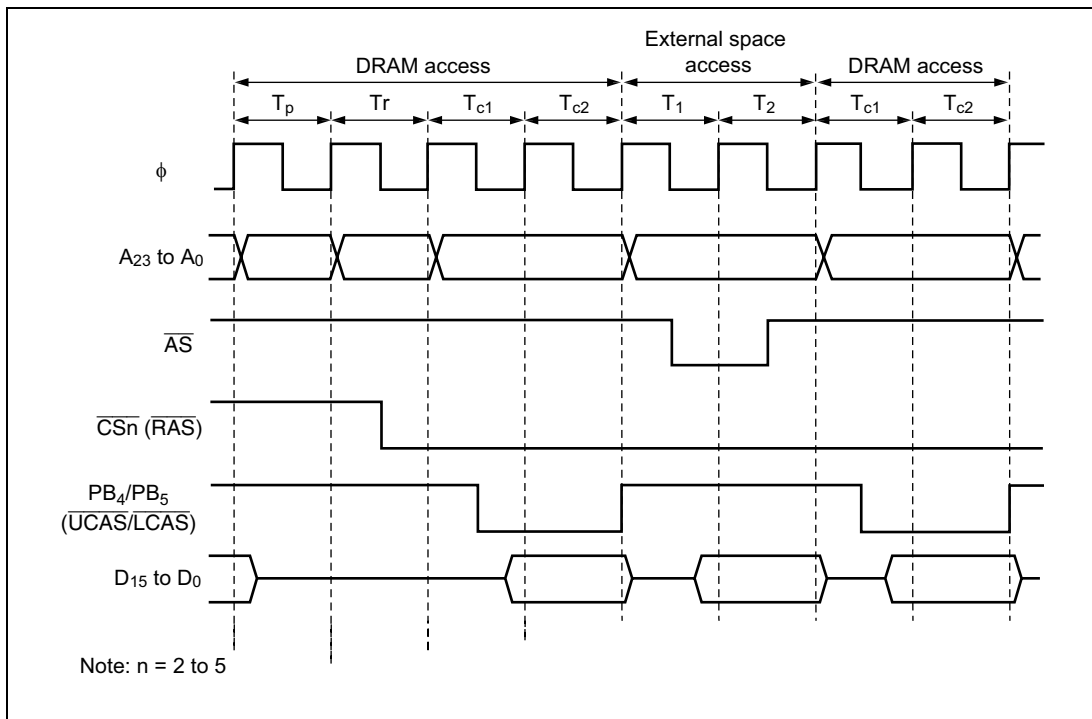 External space
access
DRAM access
DRAM access
Tp
Tr
Tc1
Tc2
T1
T2
Tc1
Tc2
ϕ
A23 to A0
AS
CSn (RAS)
PB4/PB5
(UCAS/LCAS)
D15 to D0
Note: n = 2 to 5